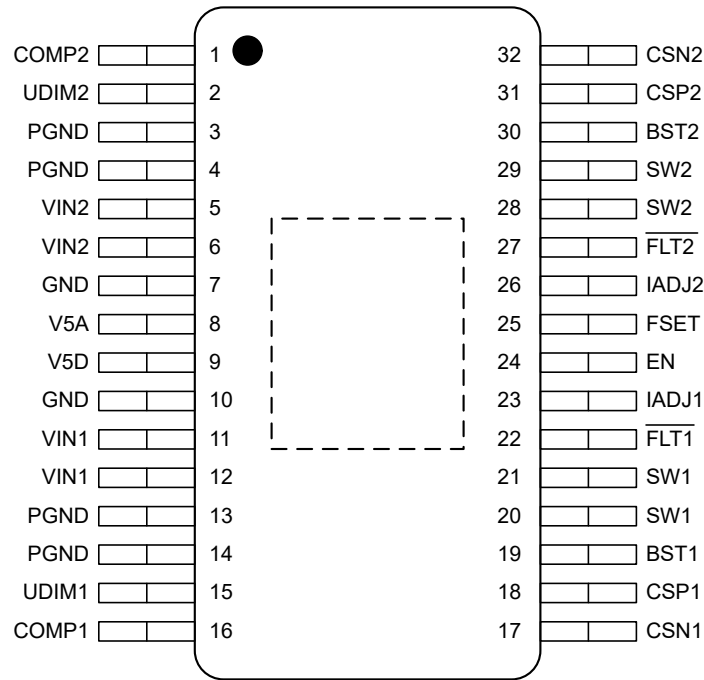 COMP2 1 32 CSN2
UDIM2 2 31 CSP2
PGND 3 30 BST2
PGND 4 29 SW2
VIN2 5 28 SW2
VIN2 6 27 FLT2
GND 7 26 IADJ2
V5A 8 25 FSET
V5D 9 24 EN
GND 10 23 IADJ1
VIN1 11 22 FLT1
VIN1 12 21 SW1
PGND 13 20 SW1
PGND 14 19 BST1
UDIM1 15 18 CSP1
COMP1 16 17 CSN1